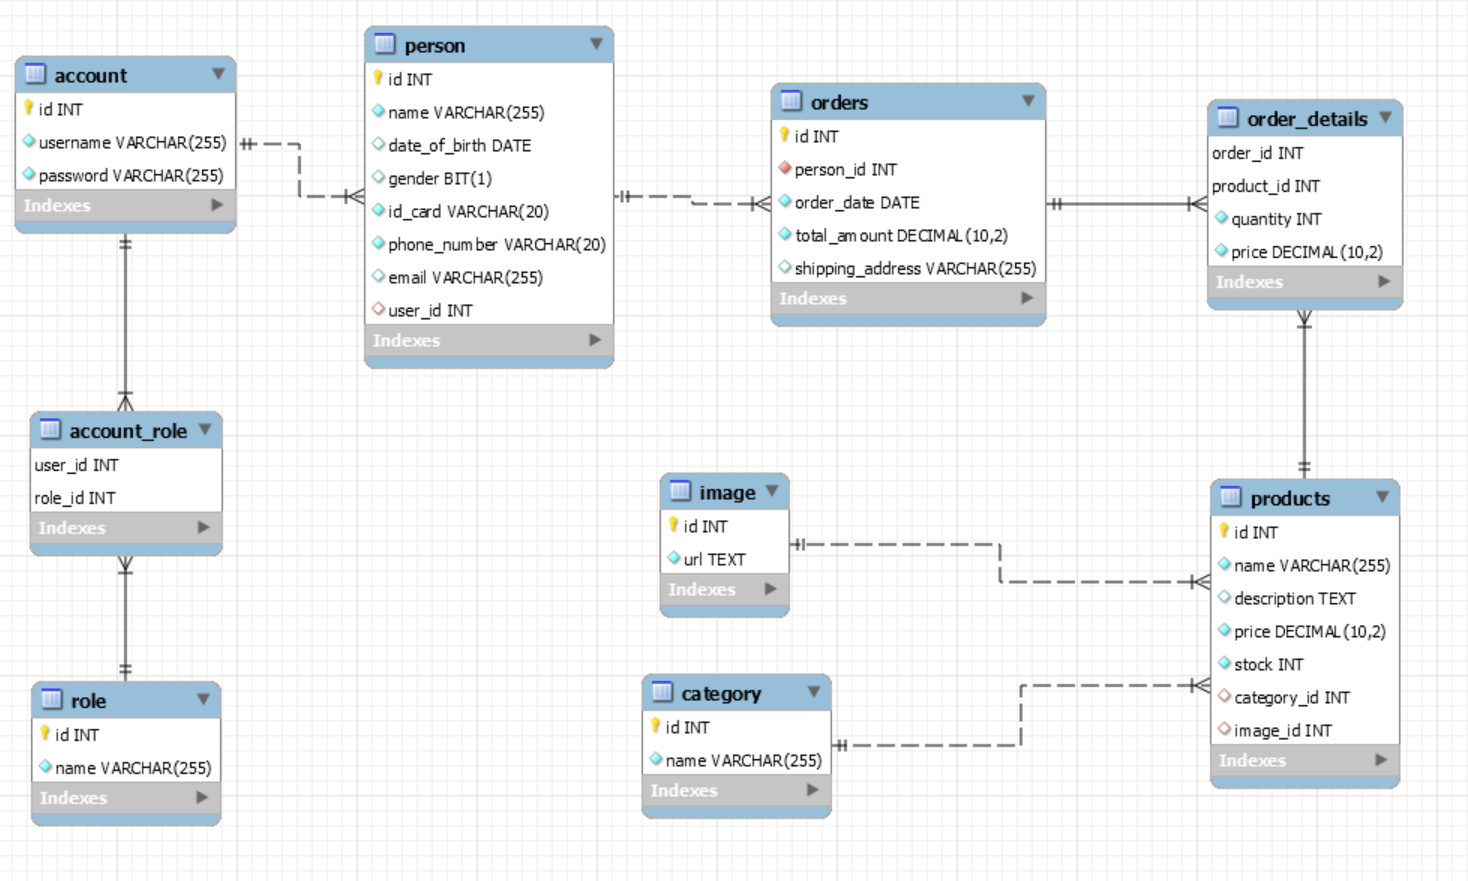 account
id INT
username VARCHAR(255)
password VARCHAR(255)
Indexes
person
id INT
name VARCHAR(255)
date_of_birth DATE
gender BIT(1)
id_card VARCHAR(20)
phone_number VARCHAR(20)
email VARCHAR(255)
user_id INT
Indexes
orders
id INT
person_id INT
order_date DATE
total_amount DECIMAL(10,2)
shipping_address VARCHAR(255)
Indexes
order_details
order_id INT
product_id INT
quantity INT
price DECIMAL(10,2)
Indexes
account_role
user_id INT
role_id INT
Indexes
image
id INT
url TEXT
Indexes
products
id INT
name VARCHAR(255)
description TEXT
price DECIMAL(10,2)
stock INT
category_id INT
image_id INT
Indexes
role
id INT
name VARCHAR(255)
Indexes
category
id INT
name VARCHAR(255)
Indexes